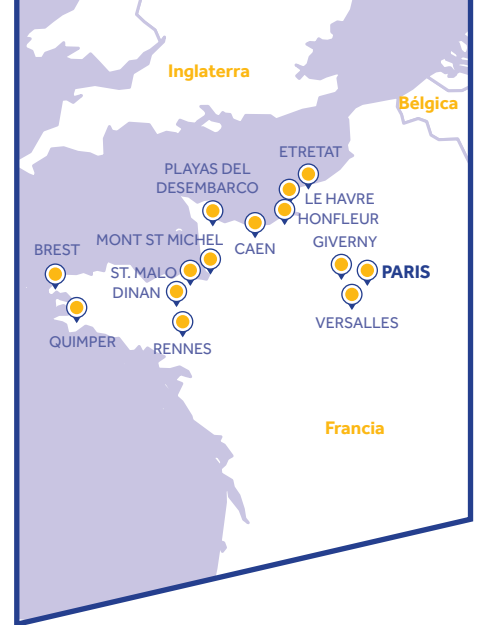 Inglaterra
Bélgica
ETRETAT
PLAYAS DEL
DESEMBARCO
LE HAVRE
HONFLEUR
MONT ST MICHEL
CAEN
GIVERNY
BREST
ST. MALO
PARIS
DINAN
VERSALLES
QUIMPER
RENNES
Francia